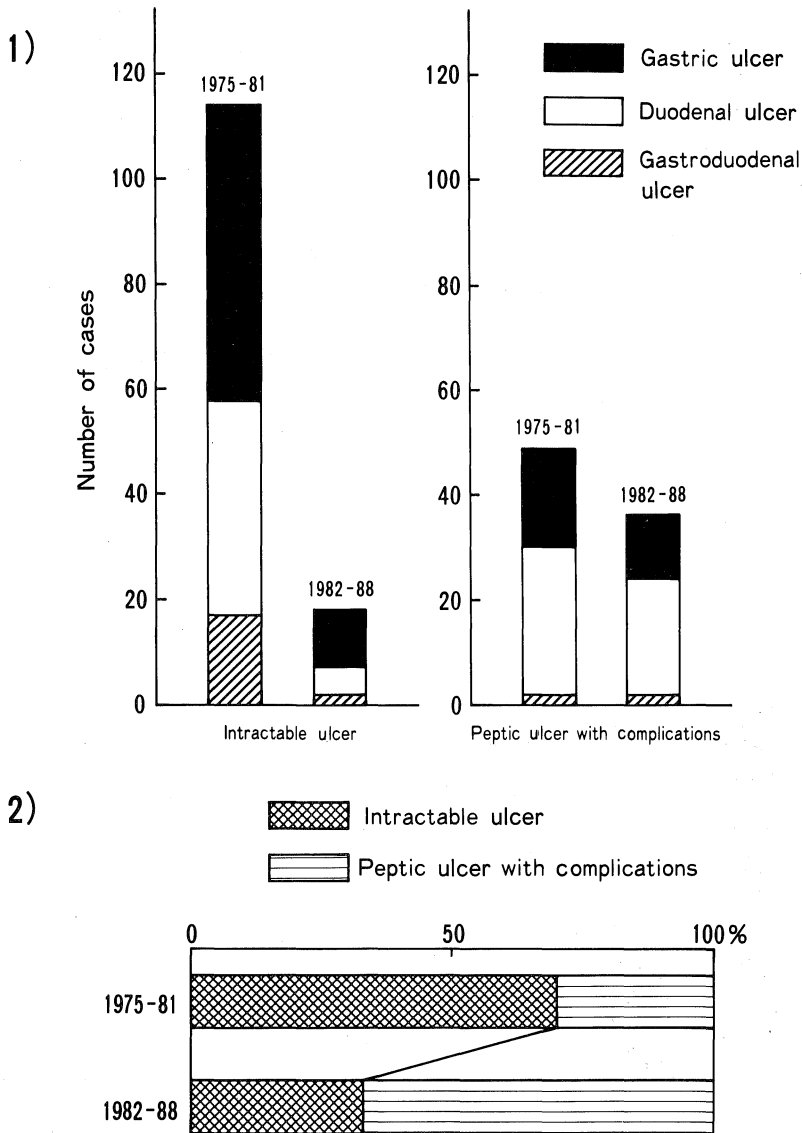 1)
Number of cases
120
100
80
60
40
20
0
1975-81
1982-88
Intractable ulcer
120
100
80
60
40
20
0
1975-81
1982-88
Peptic ulcer with complications
Gastric ulcer
Duodenal ulcer
Gastroduodenal
ulcer
2)
Intractable ulcer
Peptic ulcer with complications
0 50 100%
1975-81
1982-88